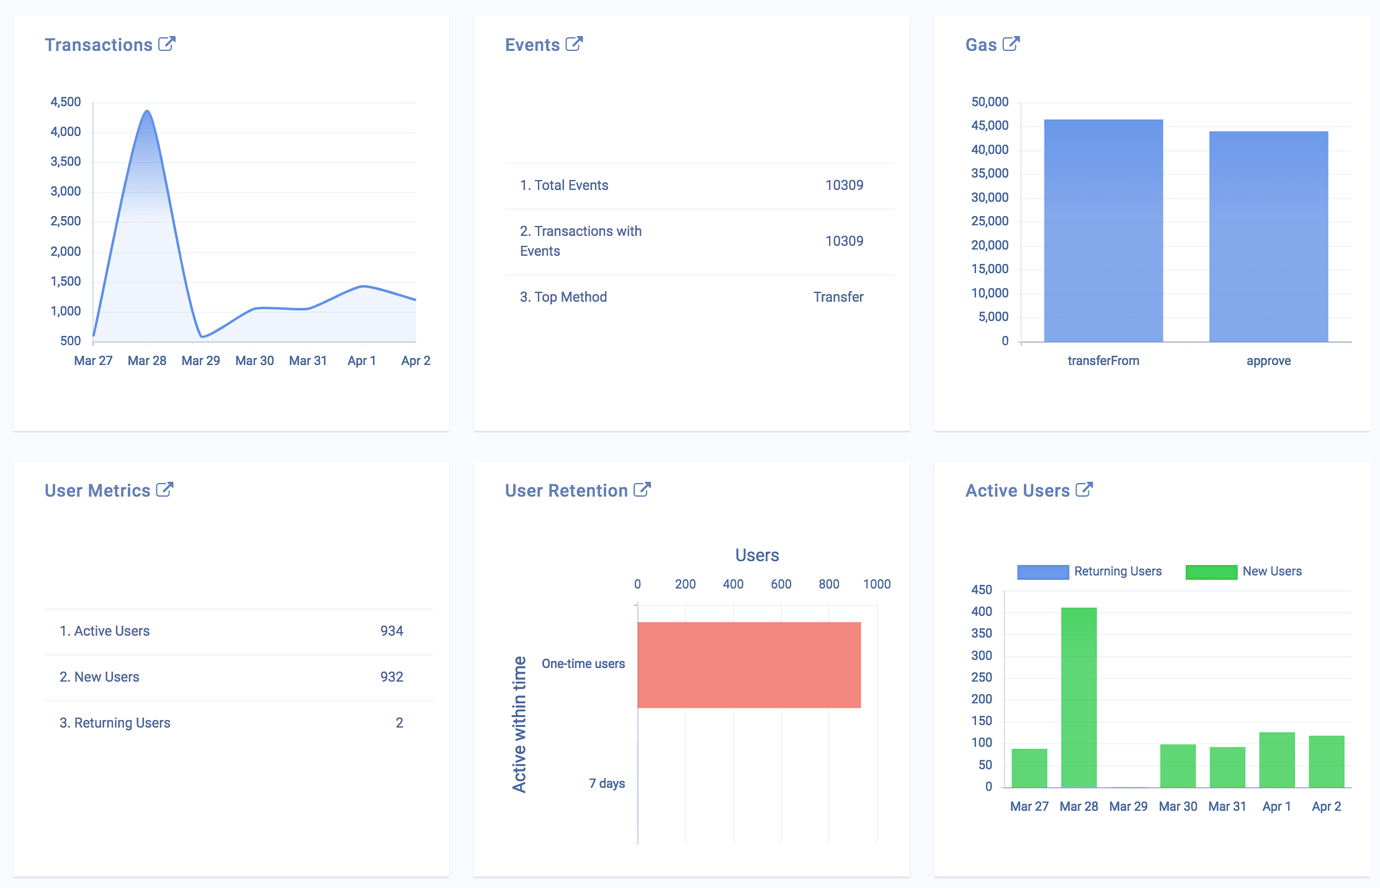 Transactions
4,500
4,000
3,500
3,000
2,500
2,000
1,500
1,000
500
Mar 27 Mar 28 Mar 29 Mar 30 Mar 31 Apr 1 Apr 2
Events
1. Total Events 10309
2. Transactions with
Events
10309
3. Top Method Transfer
Gas
50,000
45,000
40,000
35,000
30,000
25,000
20,000
15,000
10,000
5,000
0
transferFrom approve
User Metrics
1. Active Users 934
2. New Users 932
3. Returning Users 2
User Retention
Users
0 200 400 600 800 1000
Active within time
One-time users
7 days
Active Users
Returning Users New Users
450
400
350
300
250
200
150
100
50
0
Mar 27 Mar 28 Mar 29 Mar 30 Mar 31 Apr 1 Apr 2